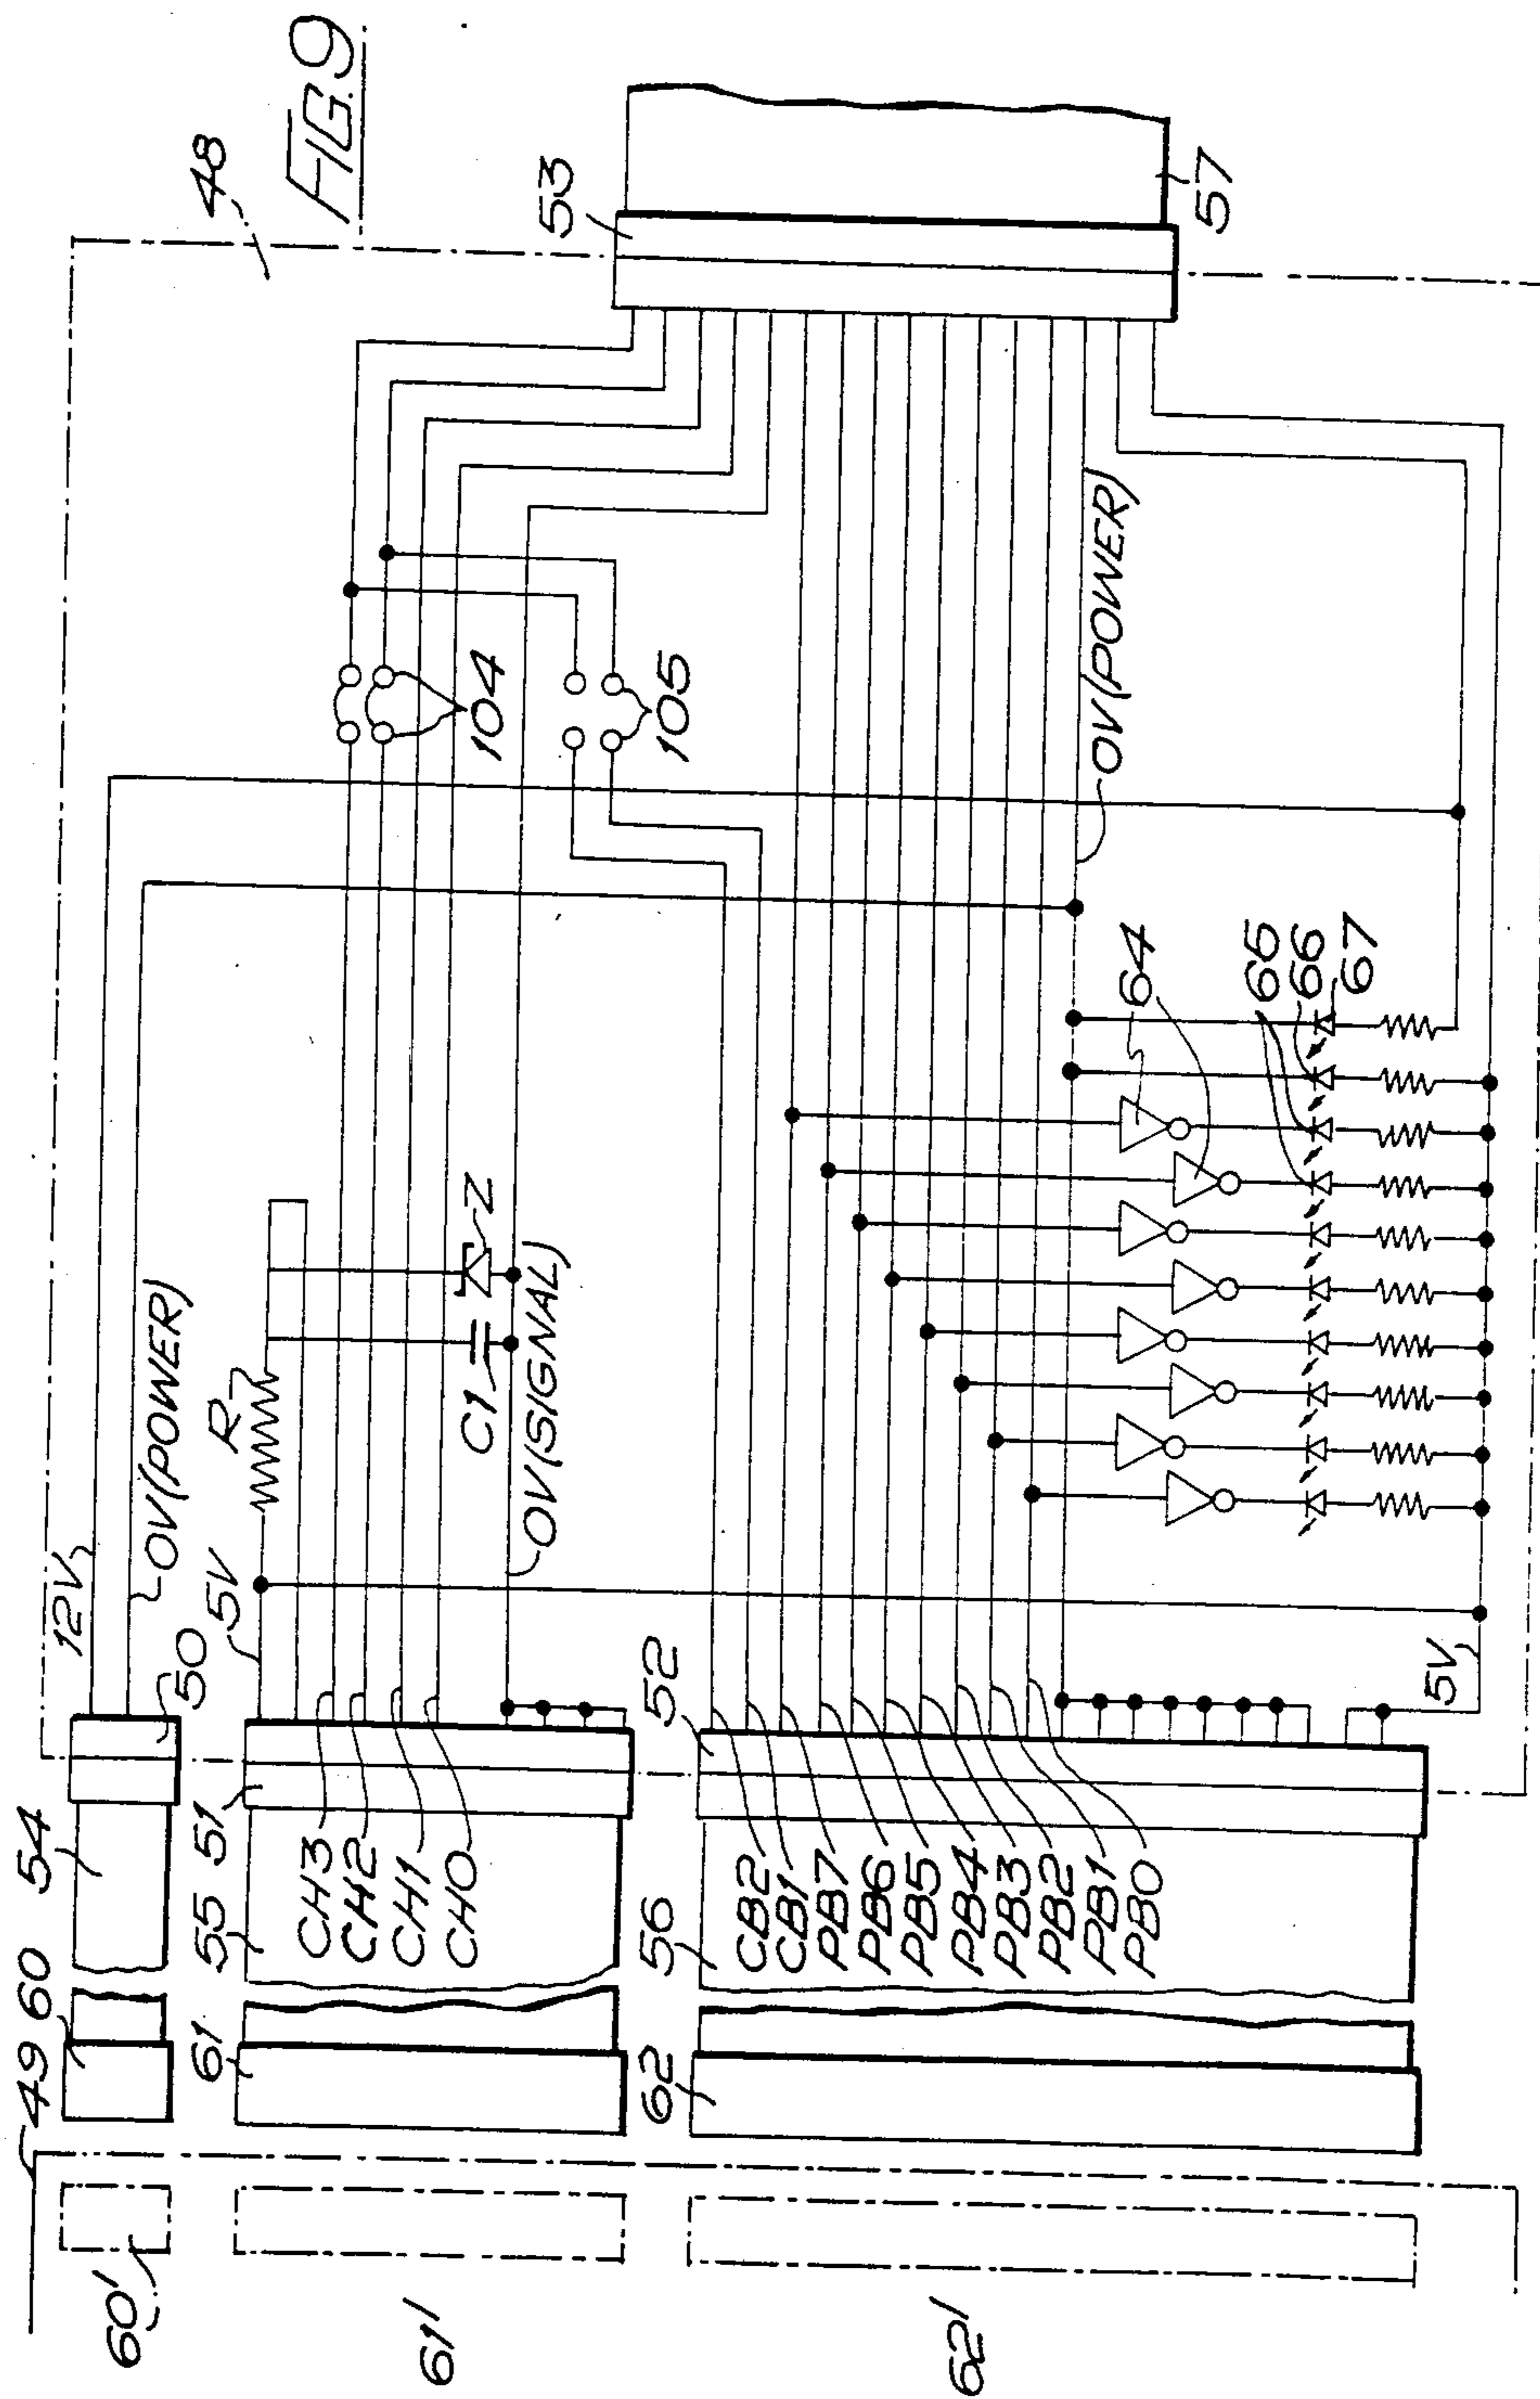 FIG.9
48
53
57
12V
0V(POWER)
50
5V
R
104
105
C1
Z
0V(SIGNAL)
54
49
60
55
51
61
CH3
CH2
CH1
CH0
52
56
62
CB2
CB1
PB7
PB6
PB5
PB4
PB3
PB2
PB1
PB0
0V(POWER)
64
65
66
67
5V
60'
61'
62'